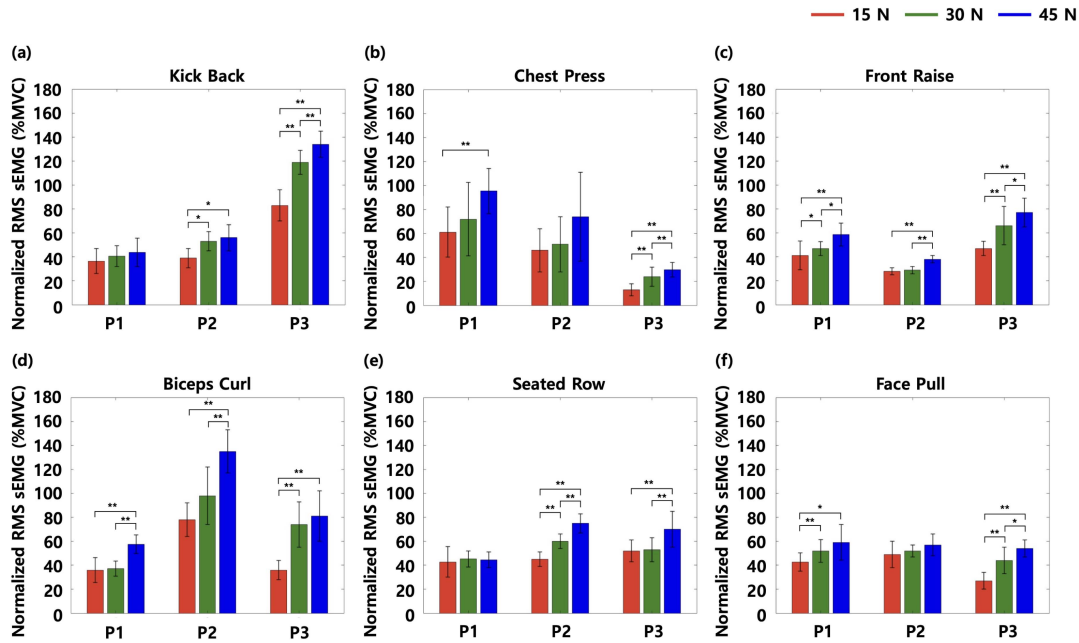 15 N 30 N 45 N
(a)
Kick Back
Normalized RMS sEMG (%MVC)
180
160
140
120
100
80
60
40
20
0
** ** **
* *
P1 P2 P3
(b)
Chest Press
Normalized RMS sEMG (%MVC)
180
160
140
120
100
80
60
40
20
0
**
** ** **
P1 P2 P3
(c)
Front Raise
Normalized RMS sEMG (%MVC)
180
160
140
120
100
80
60
40
20
0
** * *
** **
** ** *
P1 P2 P3
(d)
Biceps Curl
Normalized RMS sEMG (%MVC)
180
160
140
120
100
80
60
40
20
0
** **
** **
** **
P1 P2 P3
(e)
Seated Row
Normalized RMS sEMG (%MVC)
180
160
140
120
100
80
60
40
20
0
** ** **
** **
P1 P2 P3
(f)
Face Pull
Normalized RMS sEMG (%MVC)
180
160
140
120
100
80
60
40
20
0
* **
** ** *
P1 P2 P3